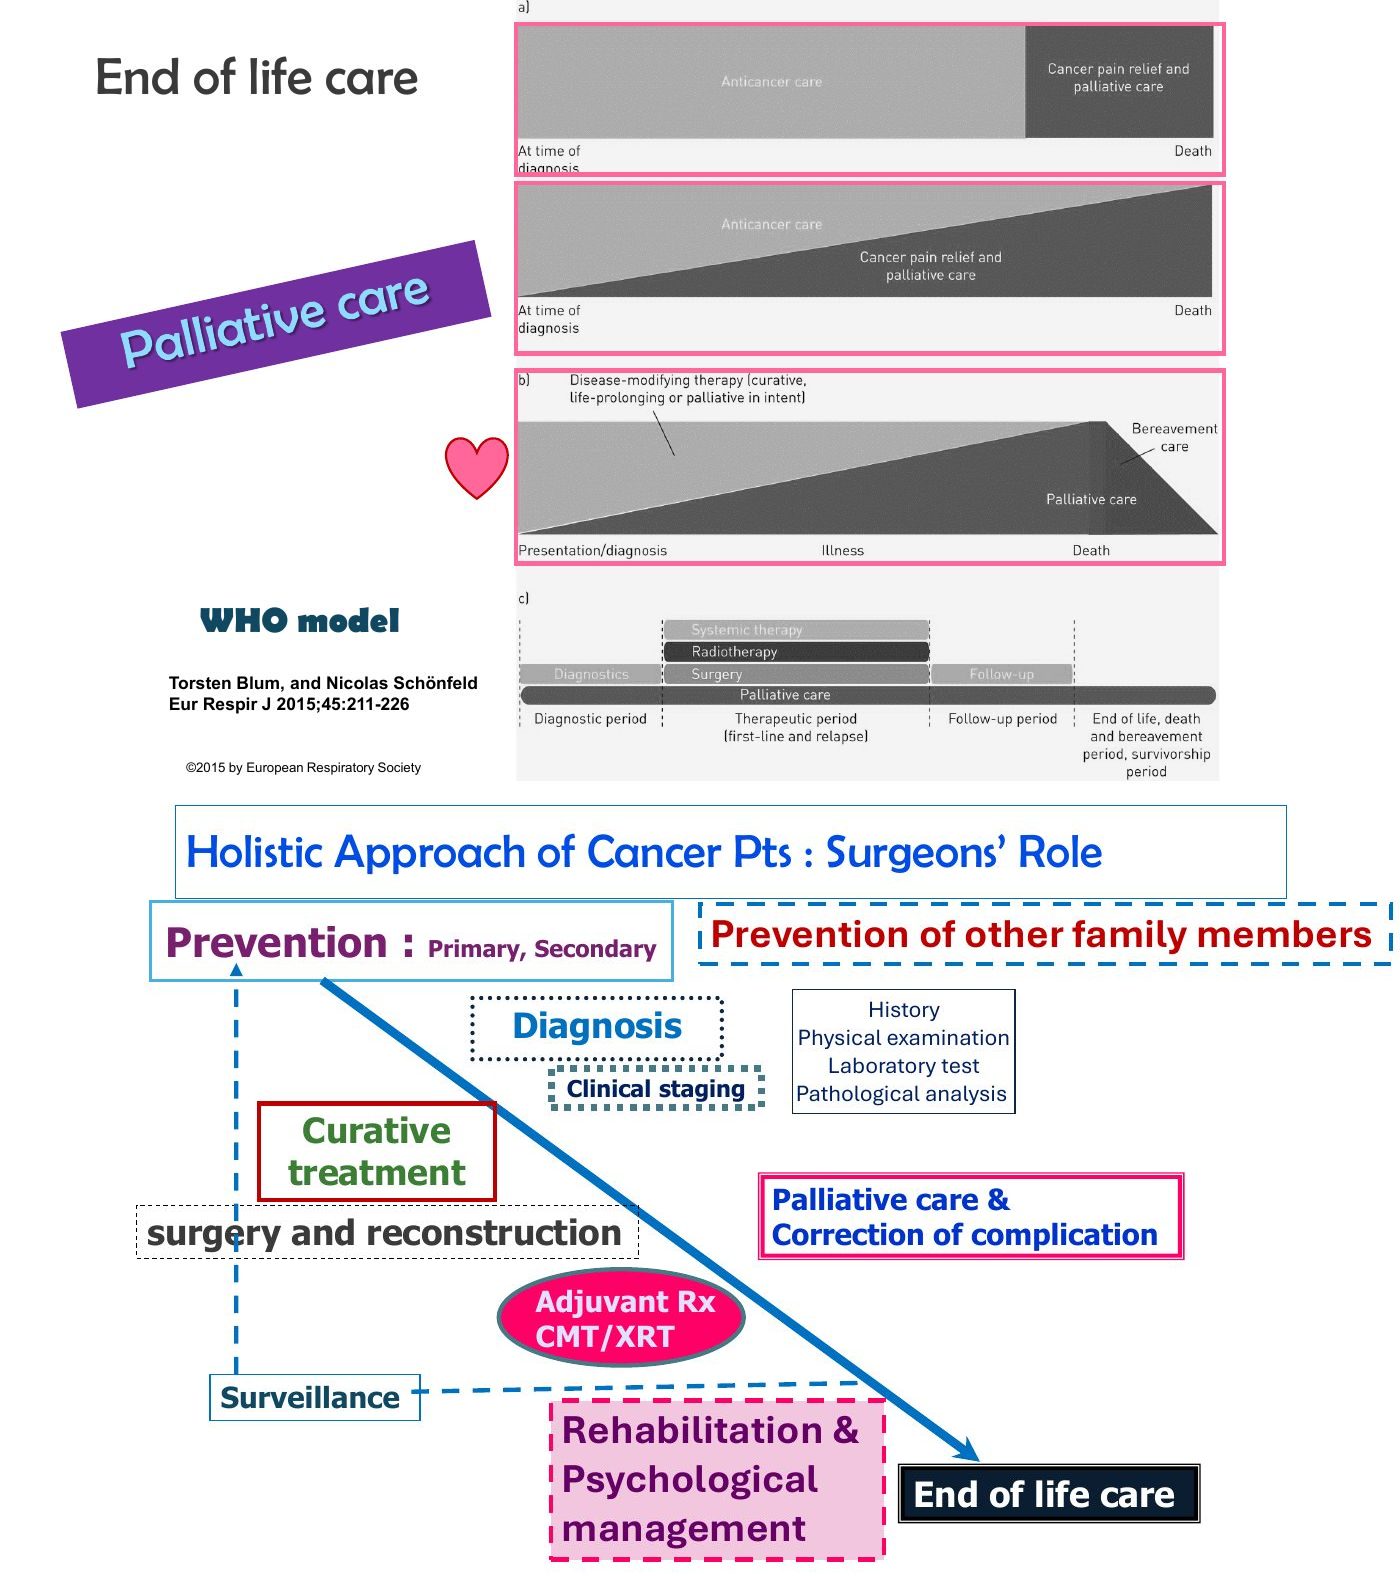 End of life care
a)
Anticancer care
Cancer pain relief and
palliative care
At time of
diagnosis
Death
Palliative care
Anticancer care
Cancer pain relief and
palliative care
At time of
diagnosis
Death
b)
Disease-modifying therapy (curative,
life-prolonging or palliative in intent)
Bereavement
care
Palliative care
Presentation/diagnosis
Illness
Death
WHO model
Torsten Blum, and Nicolas Schönfeld
Eur Respir J 2015;45:211-226
©2015 by European Respiratory Society
c)
Systemic therapy
Radiotherapy
Diagnostics
Surgery
Follow-up
Palliative care
Diagnostic period
Therapeutic period
(first-line and relapse)
Follow-up period
End of life, death
and bereavement
period, survivorship
period
Holistic Approach of Cancer Pts : Surgeons’ Role
Prevention : Primary, Secondary
Prevention of other family members
Diagnosis
Clinical staging
History
Physical examination
Laboratory test
Pathological analysis
Curative
treatment
surgery and reconstruction
Palliative care &
Correction of complication
Adjuvant Rx
CMT/XRT
Surveillance
Rehabilitation &
Psychological
management
End of life care